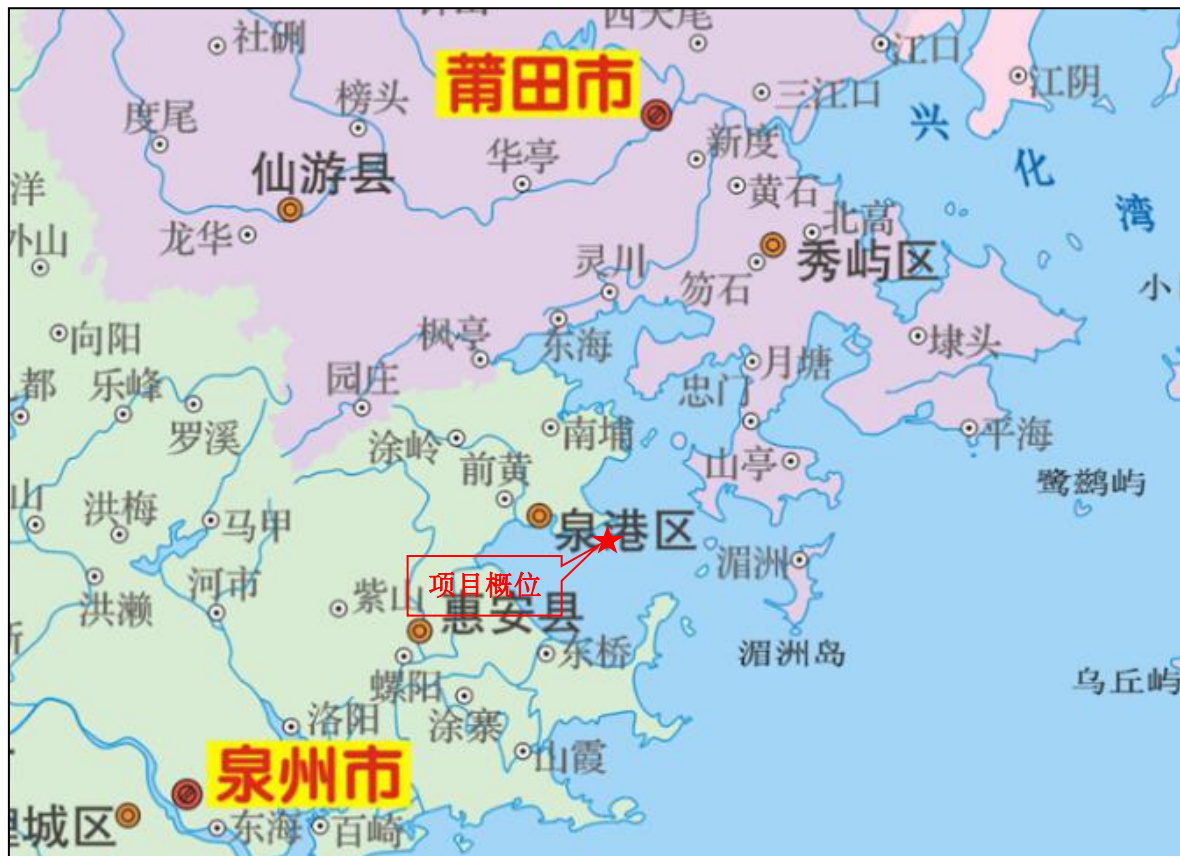 西天尾
社硎
江口
莆田市
江阴
榜头
三江口
度尾
兴
新度
华亭
化
仙游县
洋
黄石
湾
北高
龙华
外山
灵川
秀屿区
笏石
小
向阳
枫亭
东海
埭头
月塘
园庄
都
乐峰
忠门
罗溪
涂岭
南埔
平海
前黄
山亭
鹭鹚屿
山
洪梅
马甲
泉港区
湄洲
项目概位
河市
紫山
洪濑
惠安县
东桥
湄洲岛
乌丘屿
螺阳
洛阳
涂寨
山霞
泉州市
城区
东海
百崎